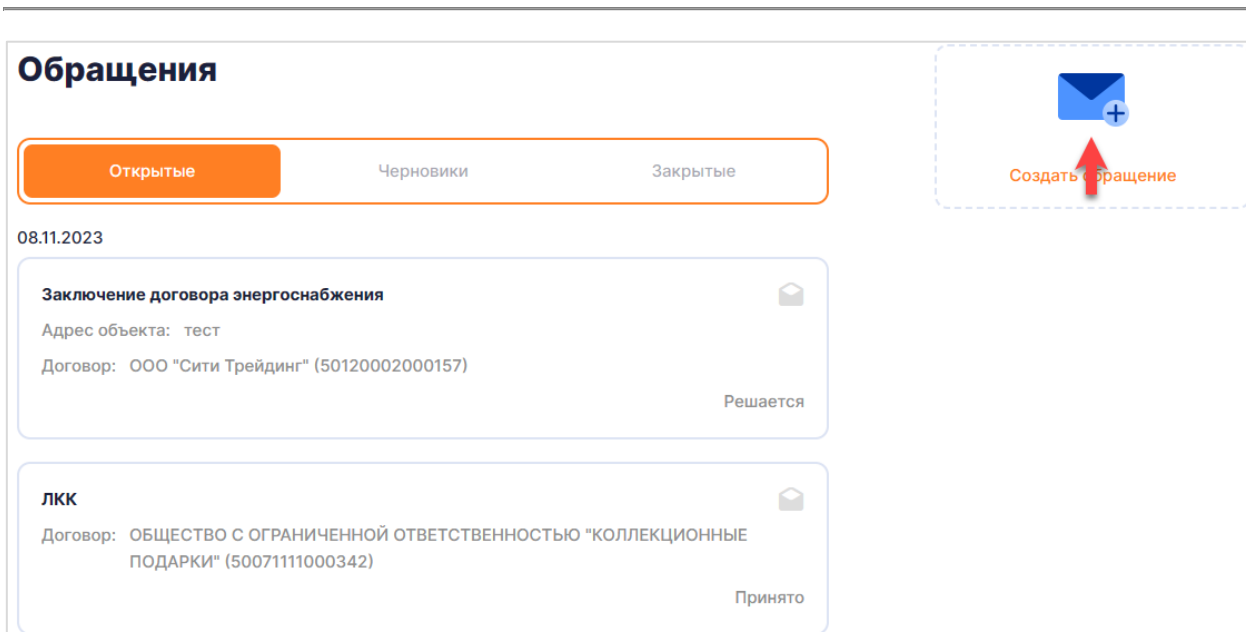 Обращения
Создать обращение
Открытые
Черновики
Закрытые
08.11.2023
Заключение договора энергоснабжения
Адрес объекта: тест
Договор: ООО "Сити Трейдинг" (50120002000157)
Решается
ЛКК
Договор: ОБЩЕСТВО С ОГРАНИЧЕННОЙ ОТВЕТСТВЕННОСТЬЮ "КОЛЛЕКЦИОННЫЕ
ПОДАРКИ" (50071111000342)
Принято